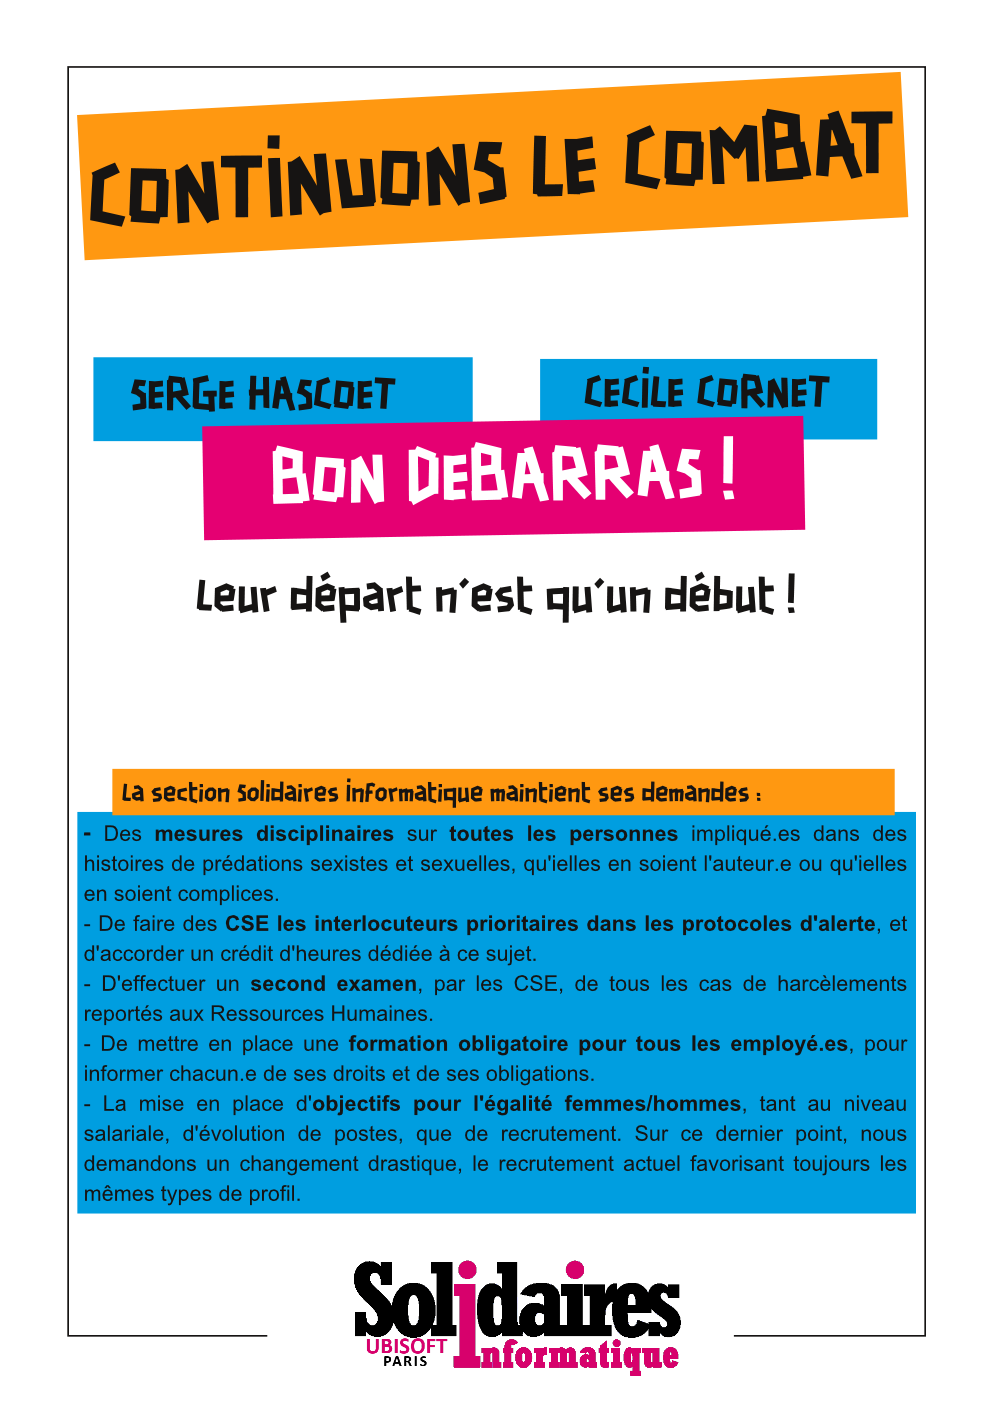 CONTINUONS LE COMBAT
SERGE HASCOET
CECILE CORNET
BON DEBARRAS !
Leur départ n'est qu'un début !
La section Solidaires Informatique maintient ses demandes :
- Des mesures disciplinaires sur toutes les personnes impliqué.es dans des
histoires de prédations sexistes et sexuelles, qu'ielles en soient l'auteur.e ou qu'ielles
en soient complices.
- De faire des CSE les interlocuteurs prioritaires dans les protocoles d'alerte, et
d'accorder un crédit d'heures dédiée à ce sujet.
- D'effectuer un second examen, par les CSE, de tous les cas de harcèlements
reportés aux Ressources Humaines.
- De mettre en place une formation obligatoire pour tous les employé.es, pour
informer chacun.e de ses droits et de ses obligations.
- La mise en place d'objectifs pour l'égalité femmes/hommes, tant au niveau
salariale, d'évolution de postes, que de recrutement. Sur ce dernier point, nous
demandons un changement drastique, le recrutement actuel favorisant toujours les
mêmes types de profil.
Solidaires
Informatique
UBISOFT
PARIS